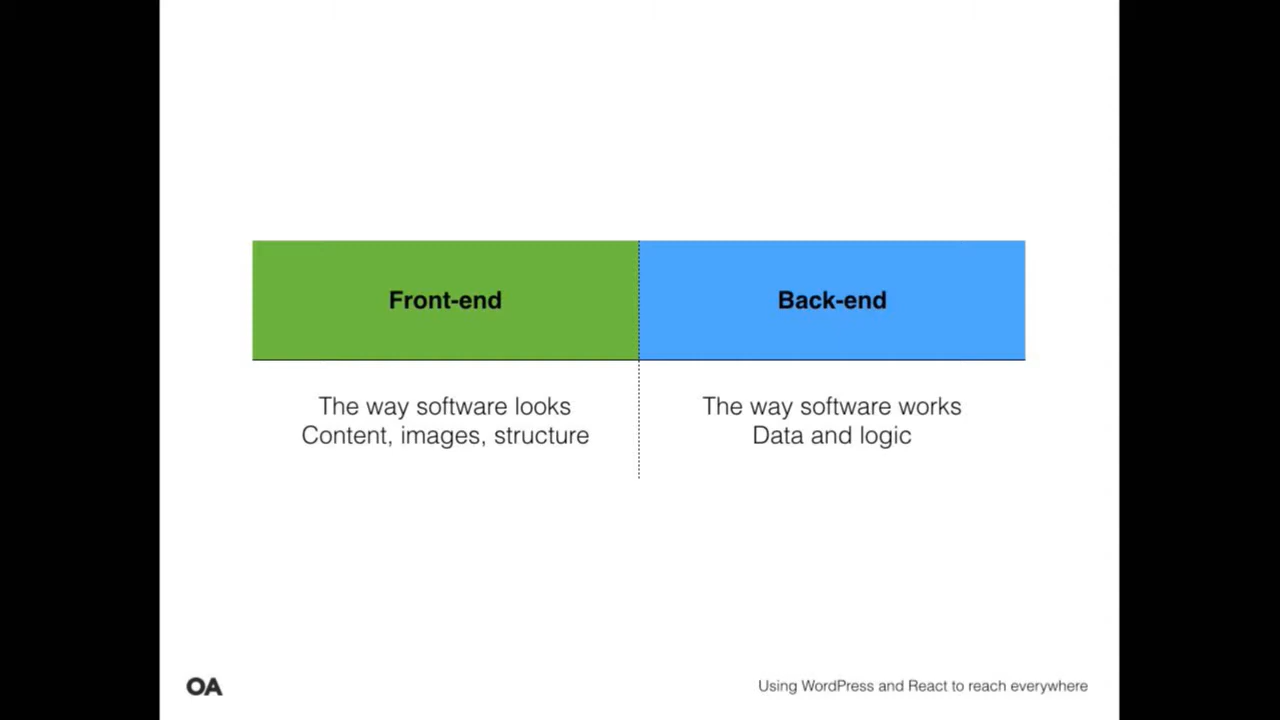 Front-end
Back-end
The way software looks
Content, images, structure
The way software works
Data and logic
OA
Using WordPress and React to reach everywhere